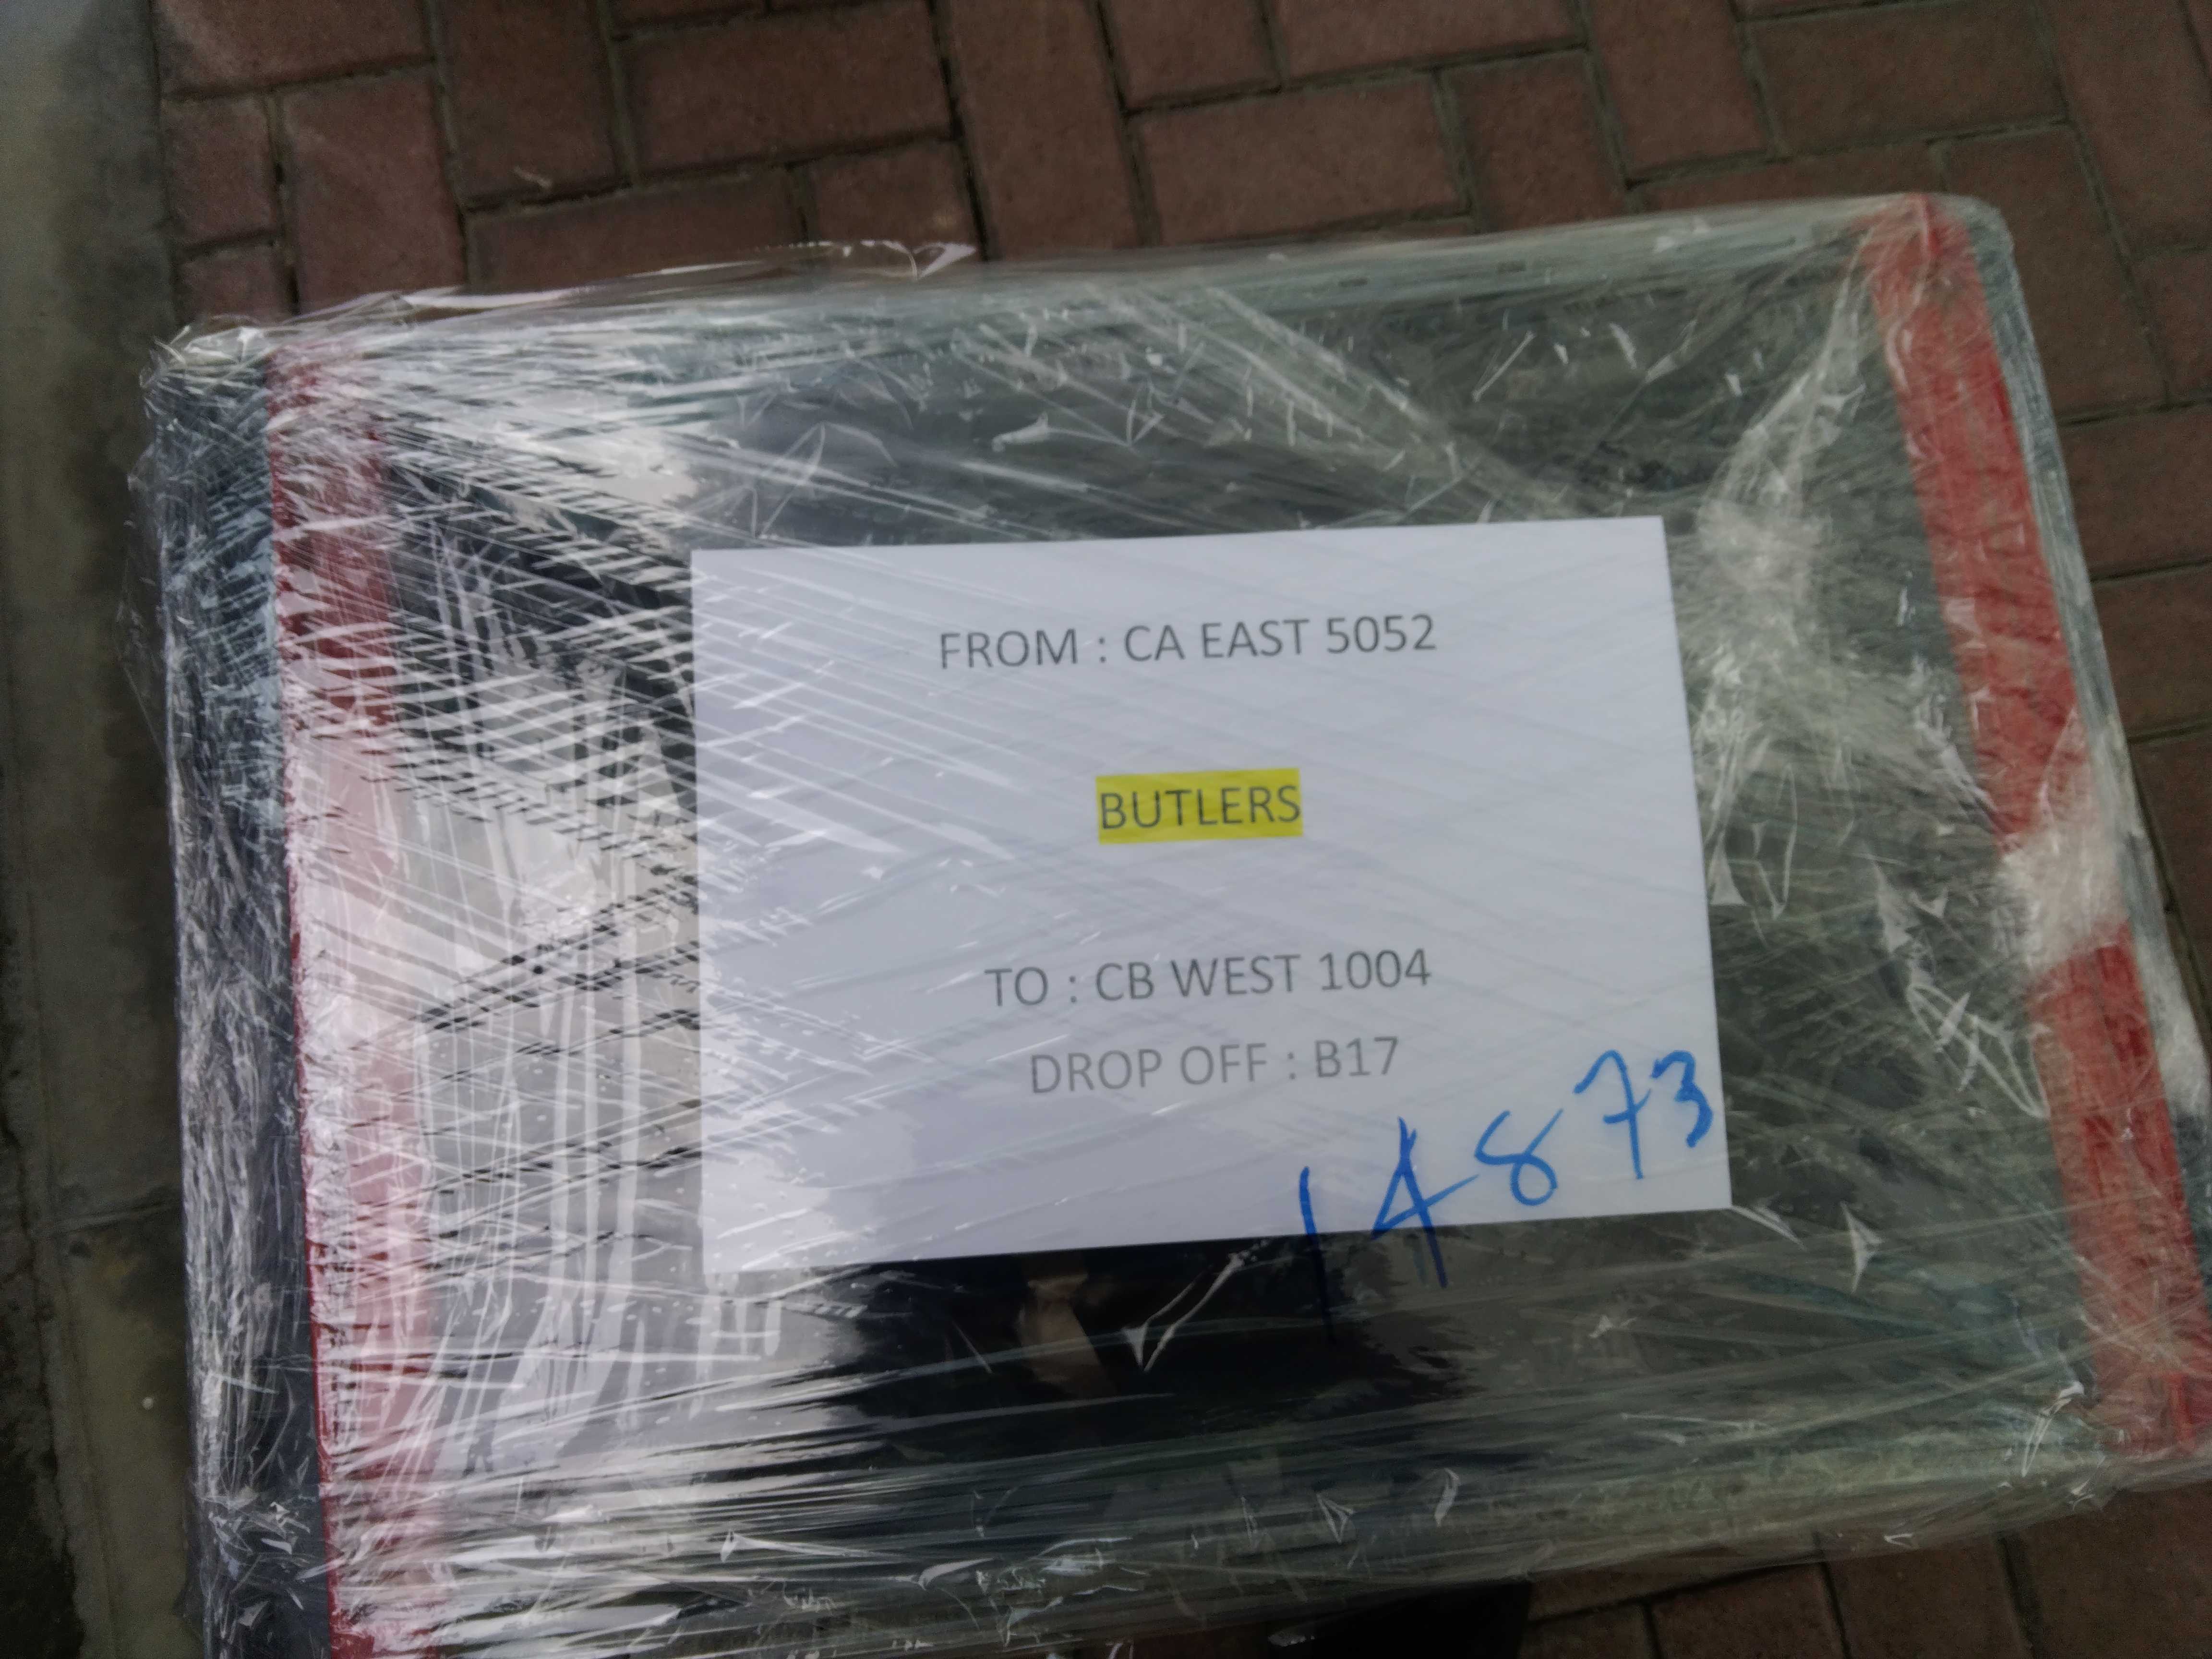 FROM : CA EAST 5052
BUTLERS
TO : CB WEST 1004
DROP OFF : B17
14873